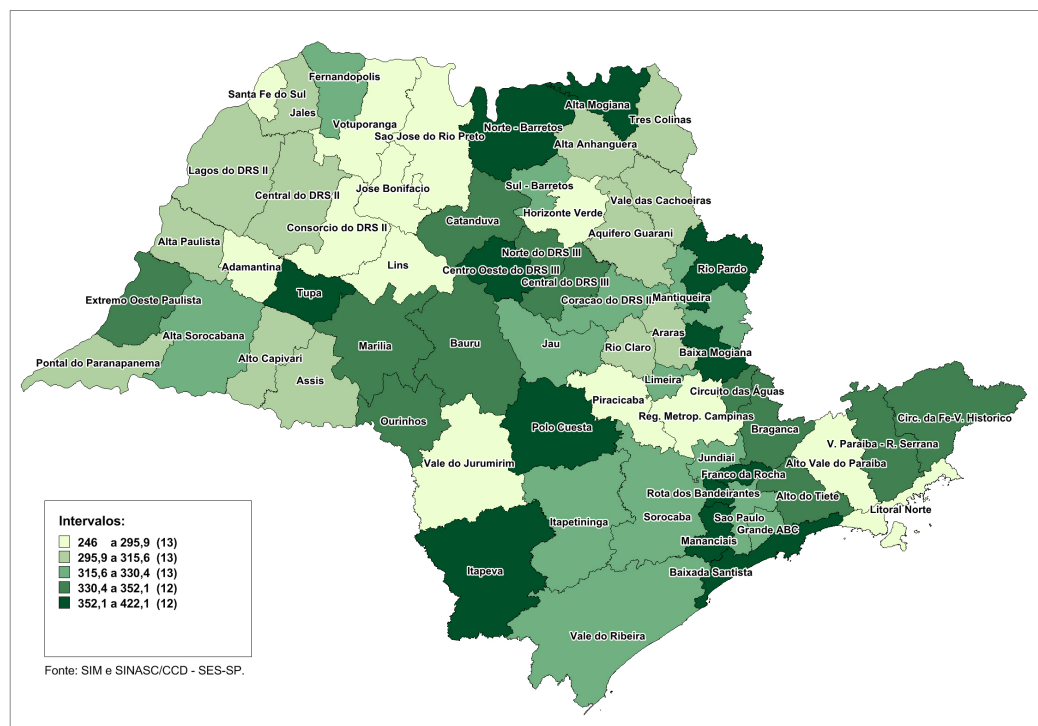 Fernandopolis
Santa Fe do Sul
Jales
Votuporanga
Sao Jose do Rio Preto
Norte - Barretos
Alta Mogiana
Tres Colinas
Alta Anhanguera
Lagos do DRS II
Central do DRS II
Jose Bonifacio
Sul - Barretos
Vale das Cachoeiras
Horizonte Verde
Catanduva
Consorcio do DRS II
Aquifero Guarani
Alta Paulista
Norte do DRS III
Adamantina
Lins
Centro Oeste do DRS III
Rio Pardo
Central do DRS III
Tupa
Extremo Oeste Paulista
Coracao do DRS II
Mantiqueira
Alta Sorocabana
Araras
Marilia
Bauru
Jau
Rio Claro
Baixa Mogiana
Pontal do Paranapanema
Alto Capivari
Assis
Limeira
Circuito das Águas
Piracicaba
Reg. Metrop. Campinas
Circ. da Fe-V. Historico
Ourinhos
Polo Cuesta
Braganca
V. Paraiba - R. Serrana
Vale do Jurumirim
Jundiai
Alto Vale do Paraiba
Franco da Rocha
Rota dos Bandeirantes
Alto do Tiete
Litoral Norte
Itapetininga
Sorocaba
Sao Paulo
Grande ABC
Mananciais
Itapeva
Baixada Santista
Vale do Ribeira
Intervalos:
246 a 295,9 (13)
295,9 a 315,6 (13)
315,6 a 330,4 (13)
330,4 a 352,1 (12)
352,1 a 422,1 (12)
Fonte: SIM e SINASC/CCD - SES-SP.